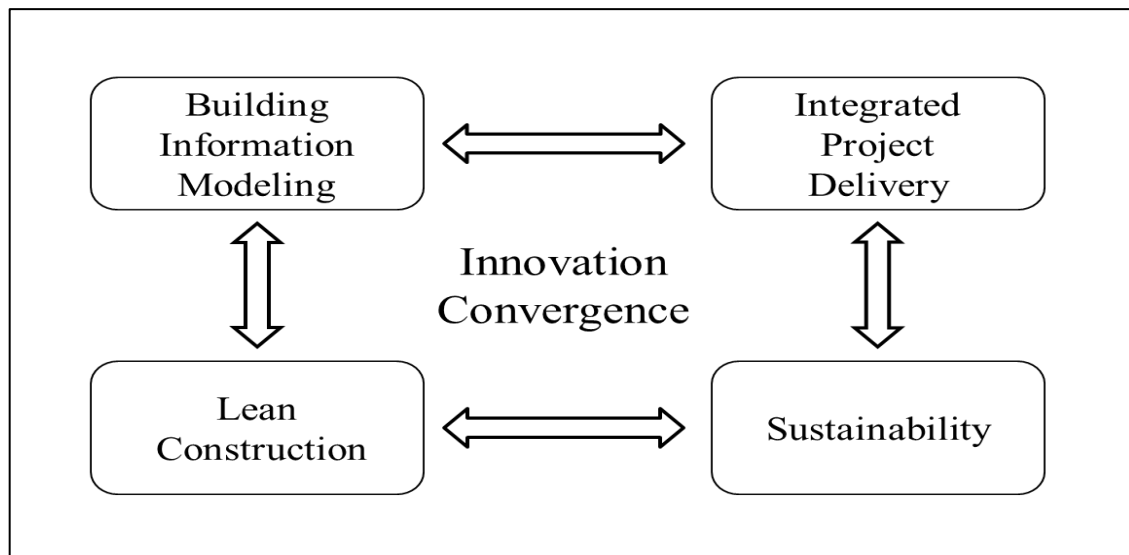 Building
Information
Modeling
Integrated
Project
Delivery
Innovation
Convergence
Lean
Construction
Sustainability